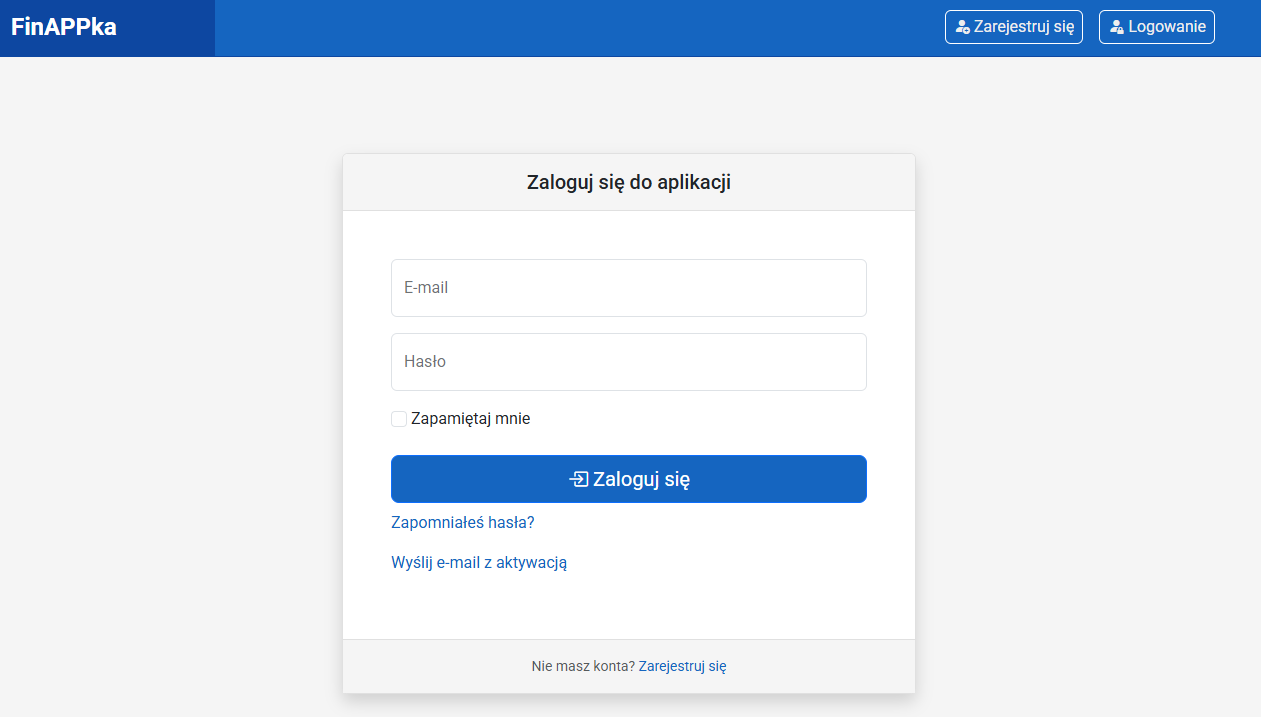 FinAPPka
Zarejestruj się
Logowanie
Zaloguj się do aplikacji
E-mail
Hasło
Zapamiętaj mnie
Zaloguj się
Zapomniałeś hasła?
Wyślij e-mail z aktywacją
Nie masz konta? Zarejestruj się